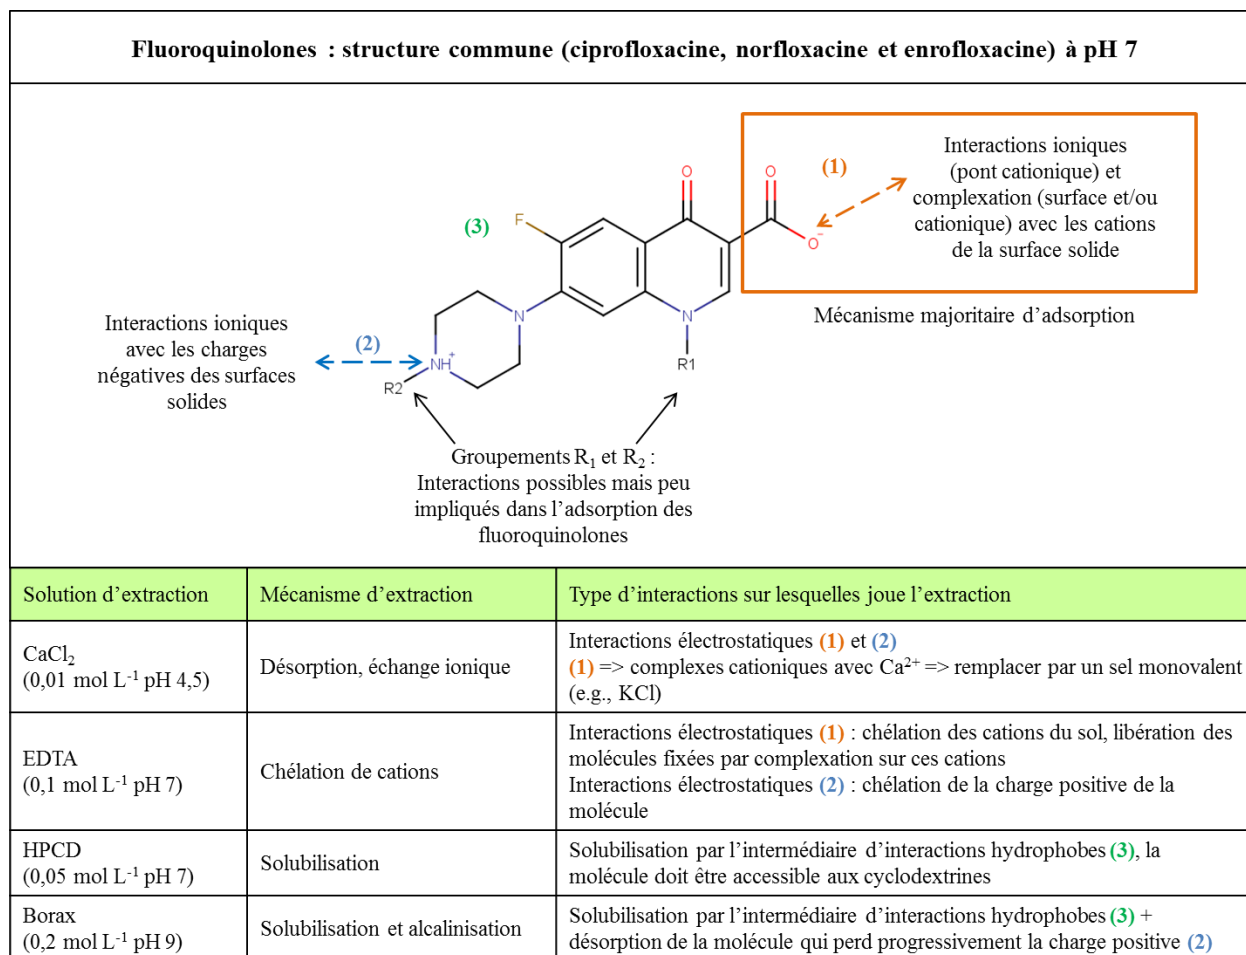 Fluoroquinolones : structure commune (ciprofloxacine, norfloxacine et enrofloxacine) à pH 7
(1)
Interactions ioniques
(pont cationique) et
complexation (surface et/ou
cationique) avec les cations
de la surface solide
O
O
O
O⁻
(3)
F
Mécanisme majoritaire d’adsorption
N
N
R1
Interactions ioniques
avec les charges
négatives des surfaces
solides
(2)
NH⁺
R2
Groupements R₁ et R₂ :
Interactions possibles mais peu
impliqués dans l’adsorption des
fluoroquinolones
Solution d’extraction
Mécanisme d’extraction
Type d’interactions sur lesquelles joue l’extraction
CaCl₂
(0,01 mol L⁻¹ pH 4,5)
Désorption, échange ionique
Interactions électrostatiques (1) et (2)
(1) => complexes cationiques avec Ca²⁺ => remplacer par un sel monovalent
(e.g., KCl)
EDTA
(0,1 mol L⁻¹ pH 7)
Chélation de cations
Interactions électrostatiques (1) : chélation des cations du sol, libération des
molécules fixées par complexation sur ces cations
Interactions électrostatiques (2) : chélation de la charge positive de la
molécule
HPCD
(0,05 mol L⁻¹ pH 7)
Solubilisation
Solubilisation par l’intermédiaire d’interactions hydrophobes (3), la
molécule doit être accessible aux cyclodextrines
Borax
(0,2 mol L⁻¹ pH 9)
Solubilisation et alcalinisation
Solubilisation par l’intermédiaire d’interactions hydrophobes (3) +
désorption de la molécule qui perd progressivement la charge positive (2)